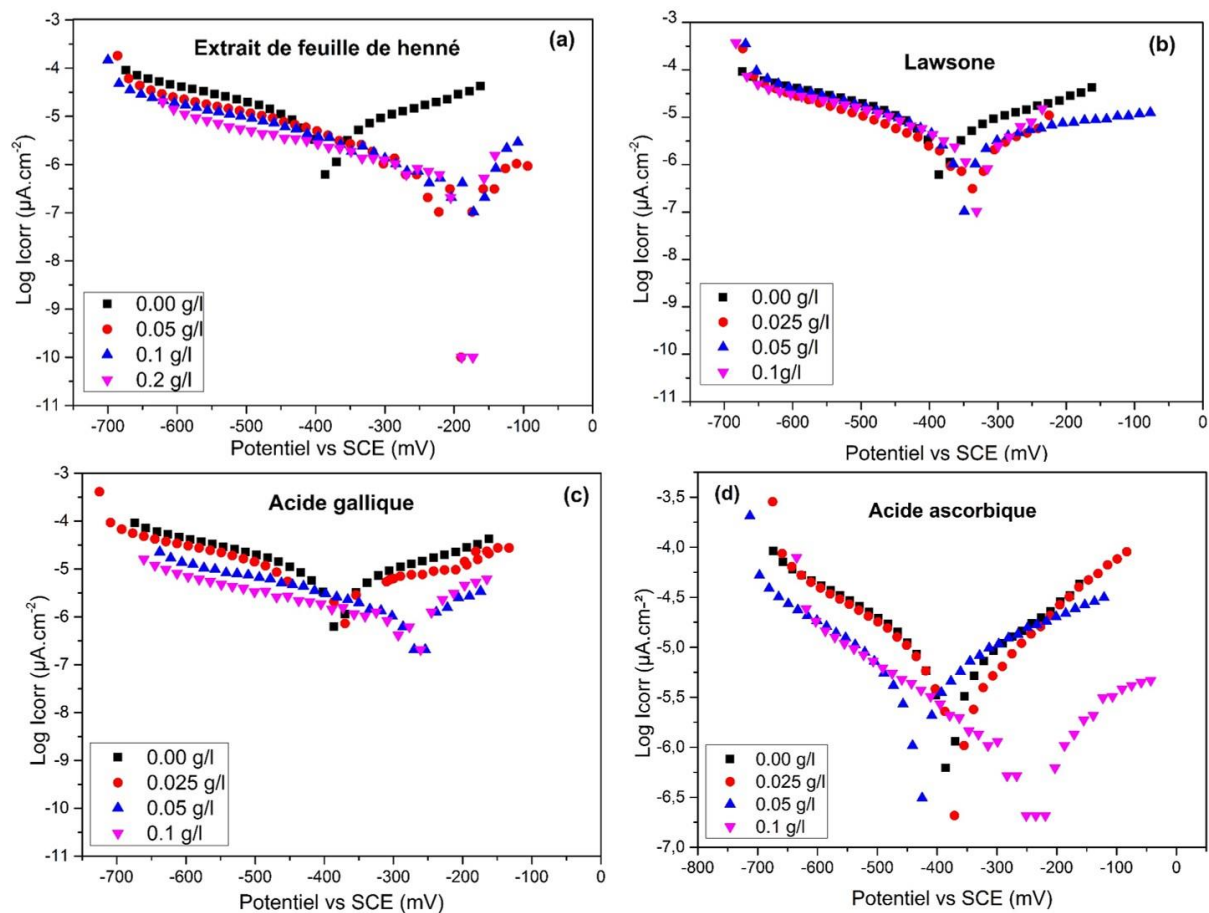 (a)
Extrait de feuille de henné
-3
-4
-5
-6
-7
-8
-9
-10
-11
Log Icorr (µA.cm-2)
0.00 g/l
0.05 g/l
0.1 g/l
0.2 g/l
-700 -600 -500 -400 -300 -200 -100 0
Potentiel vs SCE (mV)
(b)
Lawsone
-3
-4
-5
-6
-7
-8
-9
-10
-11
Log Icorr (µA.cm-2)
0.00 g/l
0.025 g/l
0.05 g/l
0.1g/l
-700 -600 -500 -400 -300 -200 -100 0
Potentiel vs SCE (mV)
(c)
Acide gallique
-3
-4
-5
-6
-7
-8
-9
-10
-11
Log Icorr (µA.cm-2)
0.00 g/l
0.025 g/l
0.05 g/l
0.1 g/l
-700 -600 -500 -400 -300 -200 -100 0
Potentiel vs SCE (mV)
(d)
Acide ascorbique
-3,5
-4,0
-4,5
-5,0
-5,5
-6,0
-6,5
-7,0
Log Icorr (µA.cm-²)
0.00 g/l
0.025 g/l
0.05 g/l
0.1 g/l
-800 -700 -600 -500 -400 -300 -200 -100 0
Potentiel vs SCE (mV)